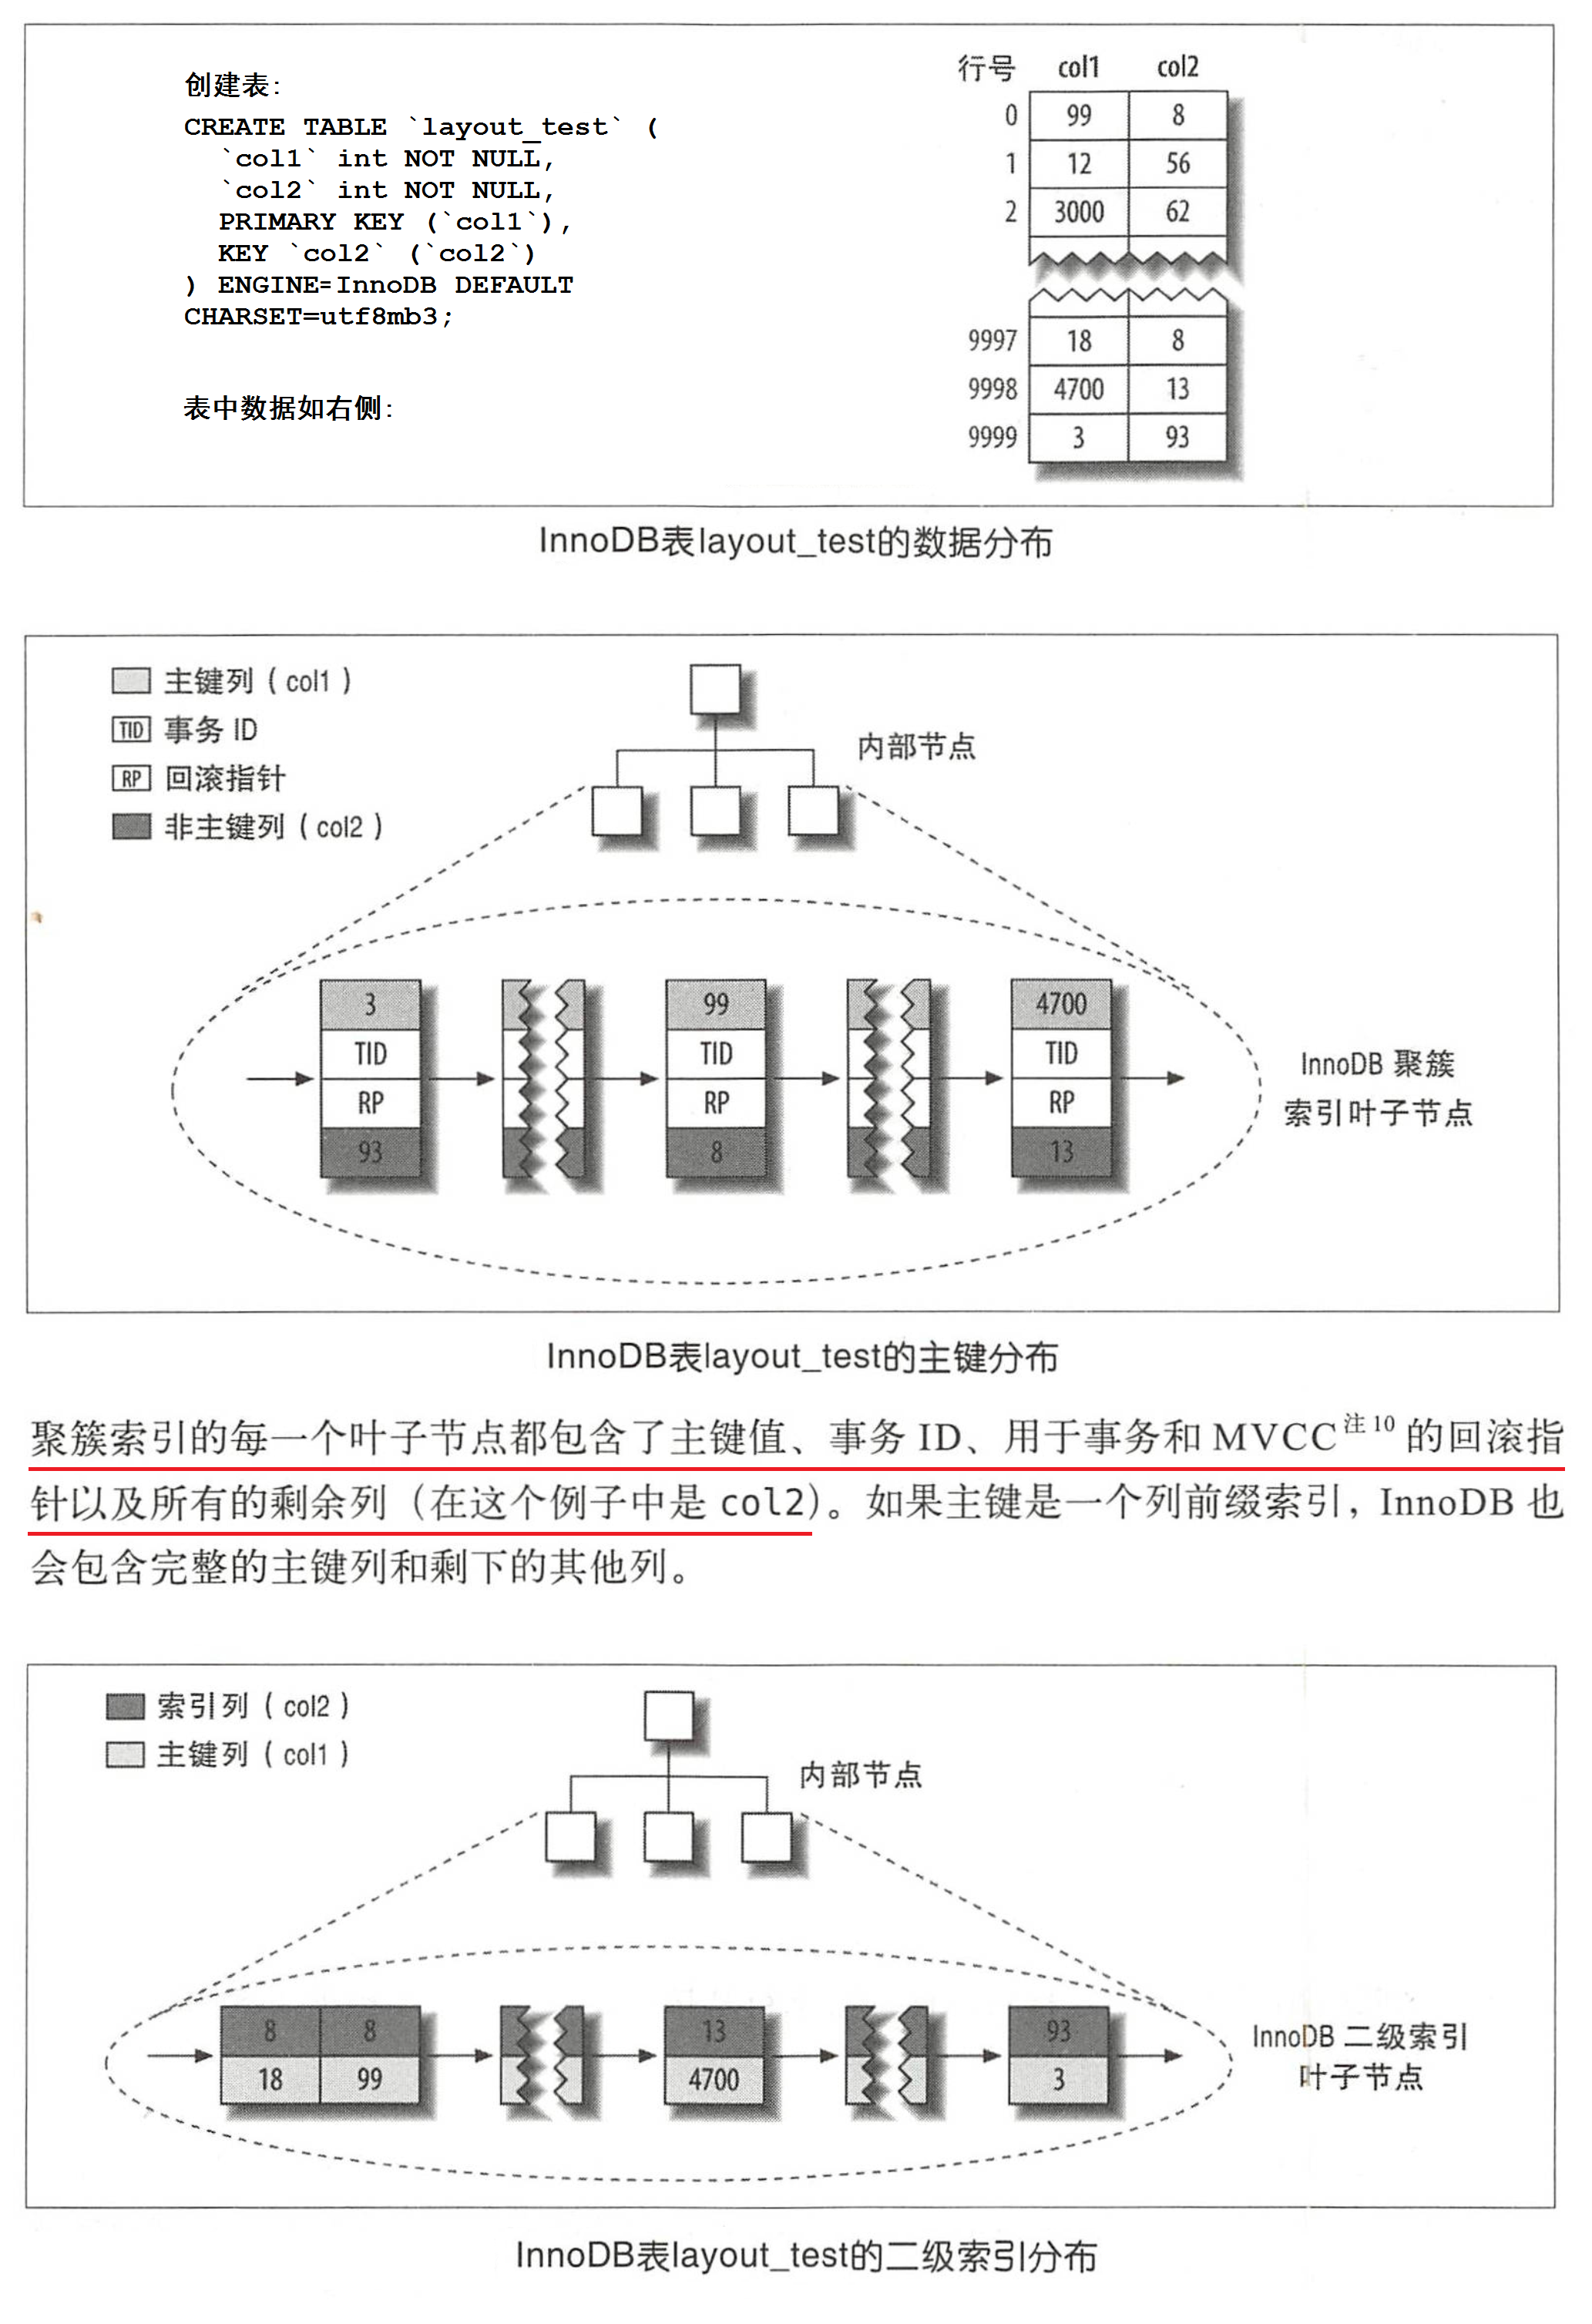 创建表:
CREATE TABLE `layout_test` (
`col1` int NOT NULL,
`col2` int NOT NULL,
PRIMARY KEY (`col1`),
KEY `col2` (`col2`)
) ENGINE=InnoDB DEFAULT
CHARSET=utf8mb3;
表中数据如右侧:
行号 col1 col2
0 99 8
1 12 56
2 3000 62
9997 18 8
9998 4700 13
9999 3 93
InnoDB表layout_test的数据分布
主键列（col1）
TID 事务 ID
RP 回滚指针
非主键列（col2）
内部节点
3 99 4700
TID TID TID
RP RP RP
93 8 13
InnoDB 聚簇
索引叶子节点
InnoDB表layout_test的主键分布
聚簇索引的每一个叶子节点都包含了主键值、事务 ID、用于事务和 MVCC注10 的回滚指
针以及所有的剩余列（在这个例子中是 col2）。如果主键是一个列前缀索引，InnoDB 也
会包含完整的主键列和剩下的其他列。
索引列（col2）
主键列（col1）
内部节点
8 8 13 93
18 99 4700 3
InnoDB 二级索引
叶子节点
InnoDB表layout_test的二级索引分布